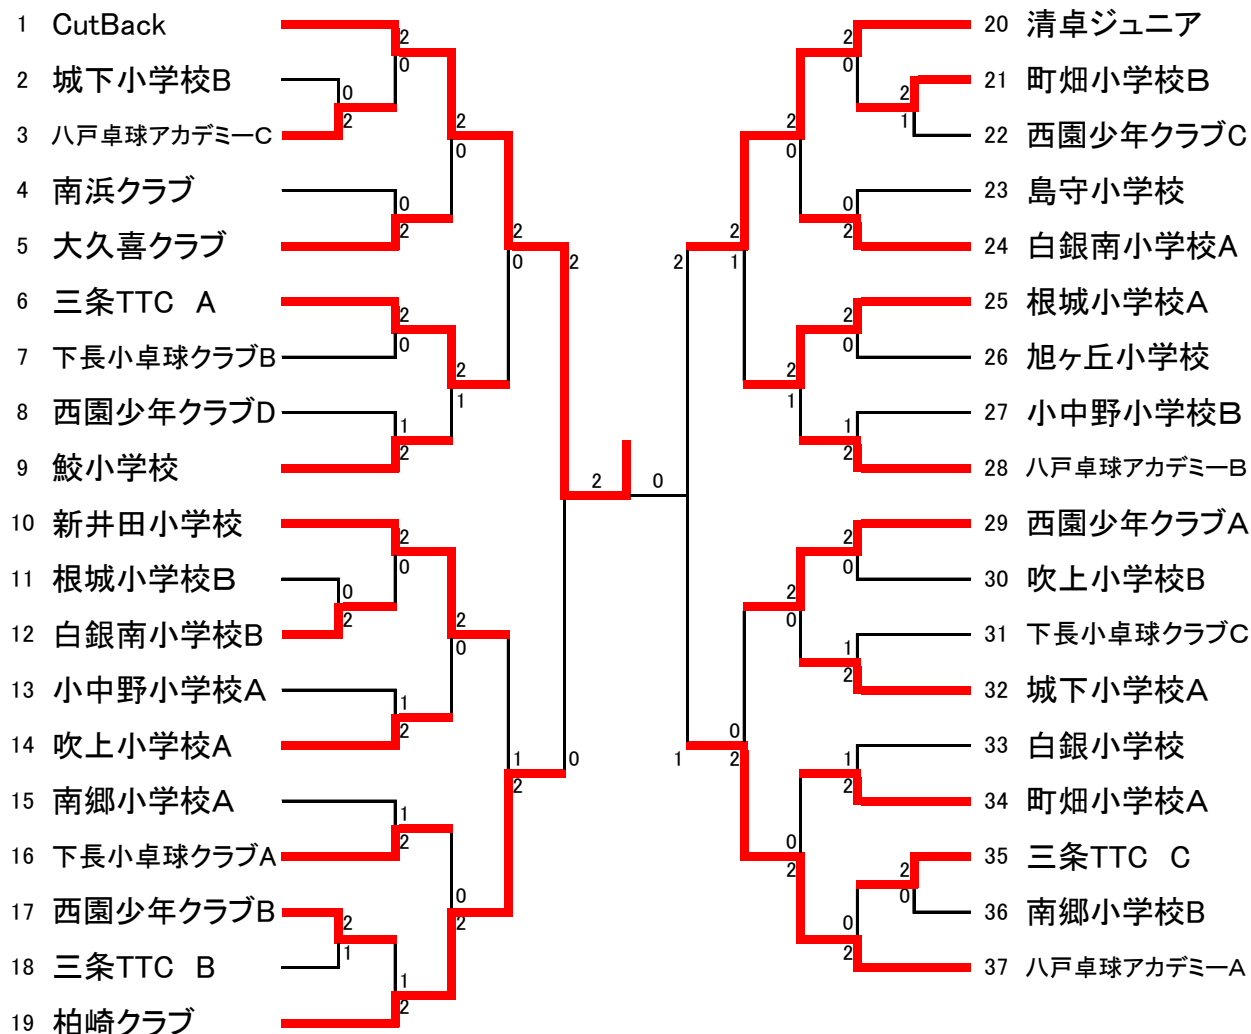 1 CutBack
2 城下小学校B
3 八戸卓球アカデミーC
4 南浜クラブ
5 大久喜クラブ
6 三条TTC A
7 下長小卓球クラブB
8 西園少年クラブD
9 鮫小学校
10 新井田小学校
11 根城小学校B
12 白銀南小学校B
13 小中野小学校A
14 吹上小学校A
15 南郷小学校A
16 下長小卓球クラブA
17 西園少年クラブB
18 三条TTC B
19 柏崎クラブ
2
0
0
2
0
2
2
0
1
2
2
0
0
2
1
2
1
2
2
1
1
2
2
0
2
1
2
0
0
2
2
0
1
2
2
0
2 0
2
1
2
1
0
2
2
0
2
1
2
0
0
2
2
0
2
1
0
2
2
0
1
2
2
0
1
2
1
2
2
0
0
2
20 清卓ジュニア
21 町畑小学校B
22 西園少年クラブC
23 島守小学校
24 白銀南小学校A
25 根城小学校A
26 旭ヶ丘小学校
27 小中野小学校B
28 八戸卓球アカデミーB
29 西園少年クラブA
30 吹上小学校B
31 下長小卓球クラブC
32 城下小学校A
33 白銀小学校
34 町畑小学校A
35 三条TTC C
36 南郷小学校B
37 八戸卓球アカデミーA